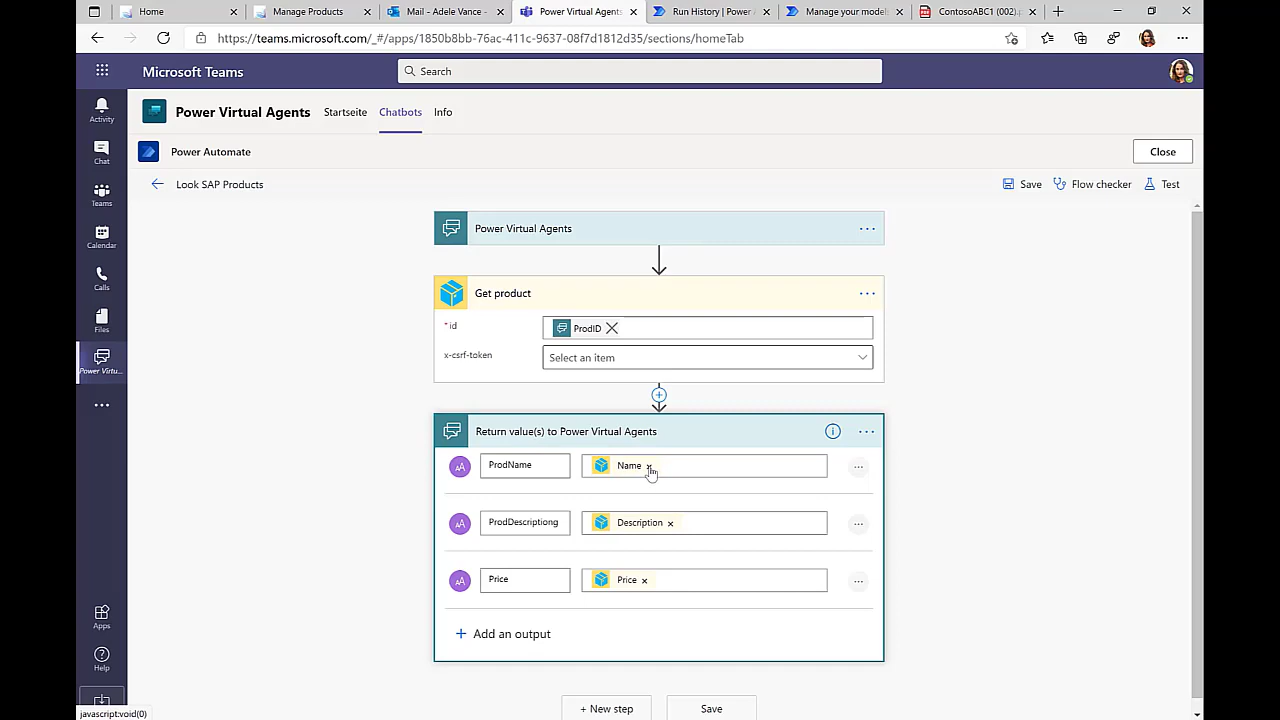 Home
Manage Products
Mail - Adele Vance -
Power Virtual Agents
Run History | Power A
Manage your models
ContosoABC1 (002).p
https://teams.microsoft.com/_#/apps/1850b8bb-76ac-411c-9637-08f7d1812d35/sections/homeTab
Microsoft Teams
Search
Power Virtual Agents
Startseite
Chatbots
Info
Activity
Chat
Teams
Calendar
Calls
Files
Power Virtu...
Apps
Help
Power Automate
Close
Look SAP Products
Save
Flow checker
Test
Power Virtual Agents
Get product
* id
ProdID
x-csrf-token
Select an item
Return value(s) to Power Virtual Agents
ProdName
Name
ProdDescriptiong
Description
Price
Price
Add an output
+ New step
Save
javascript:void(0)